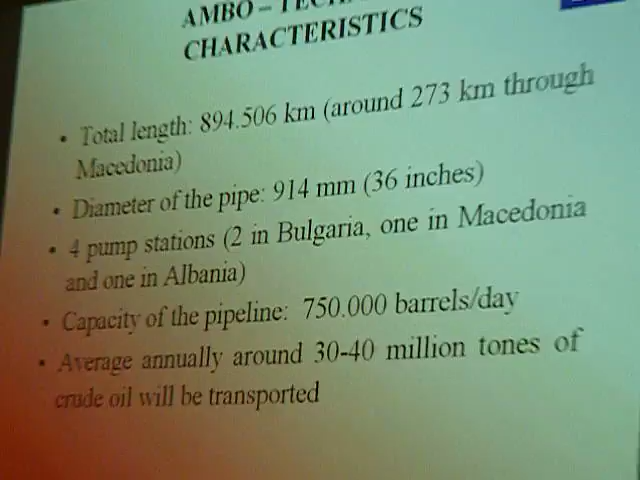 AMBO – TECH
CHARACTERISTICS
• Total length: 894.506 km (around 273 km through
Macedonia)
• Diameter of the pipe: 914 mm (36 inches)
• 4 pump stations (2 in Bulgaria, one in Macedonia
and one in Albania)
• Capacity of the pipeline: 750.000 barrels/day
• Average annually around 30-40 million tones of
crude oil will be transported